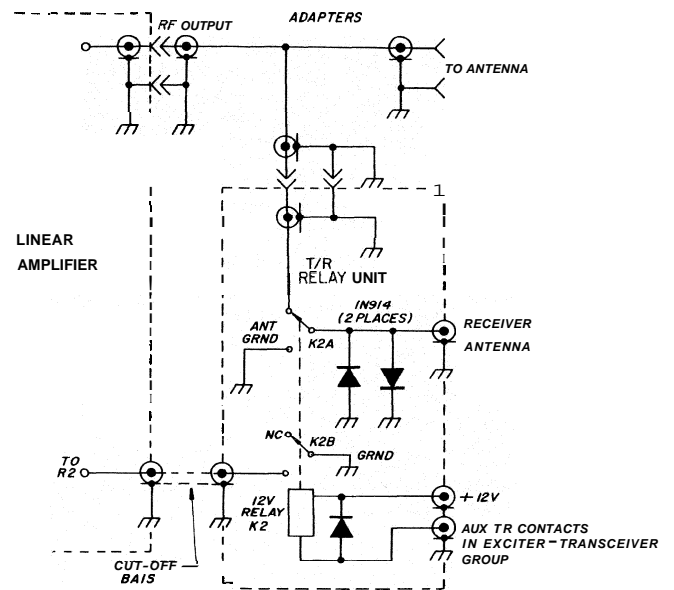 ADAPTERS
RF OUTPUT
TO ANTENNA
1
LINEAR
AMPLIFIER
T/R
RELAY UNIT
1N914
(2 PLACES)
RECEIVER
ANTENNA
ANT
GRND
K2A
NC
K2B
GRND
TO
R2
12V
RELAY
K2
+12V
AUX TR CONTACTS
IN EXCITER-TRANSCEIVER
GROUP
CUT-OFF
BAIS